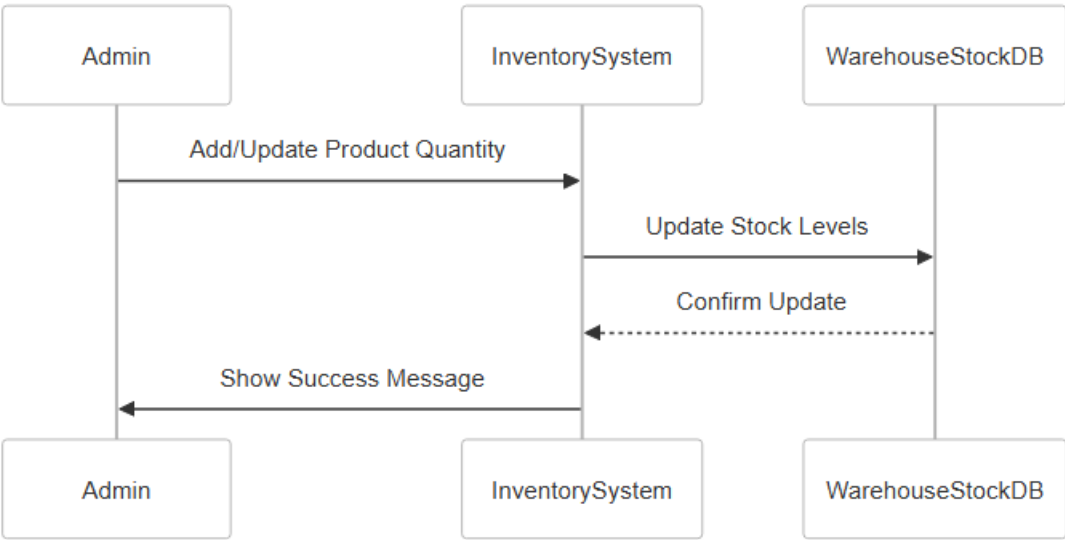 Admin
InventorySystem
WarehouseStockDB
Add/Update Product Quantity
Update Stock Levels
Confirm Update
Show Success Message
Admin
InventorySystem
WarehouseStockDB